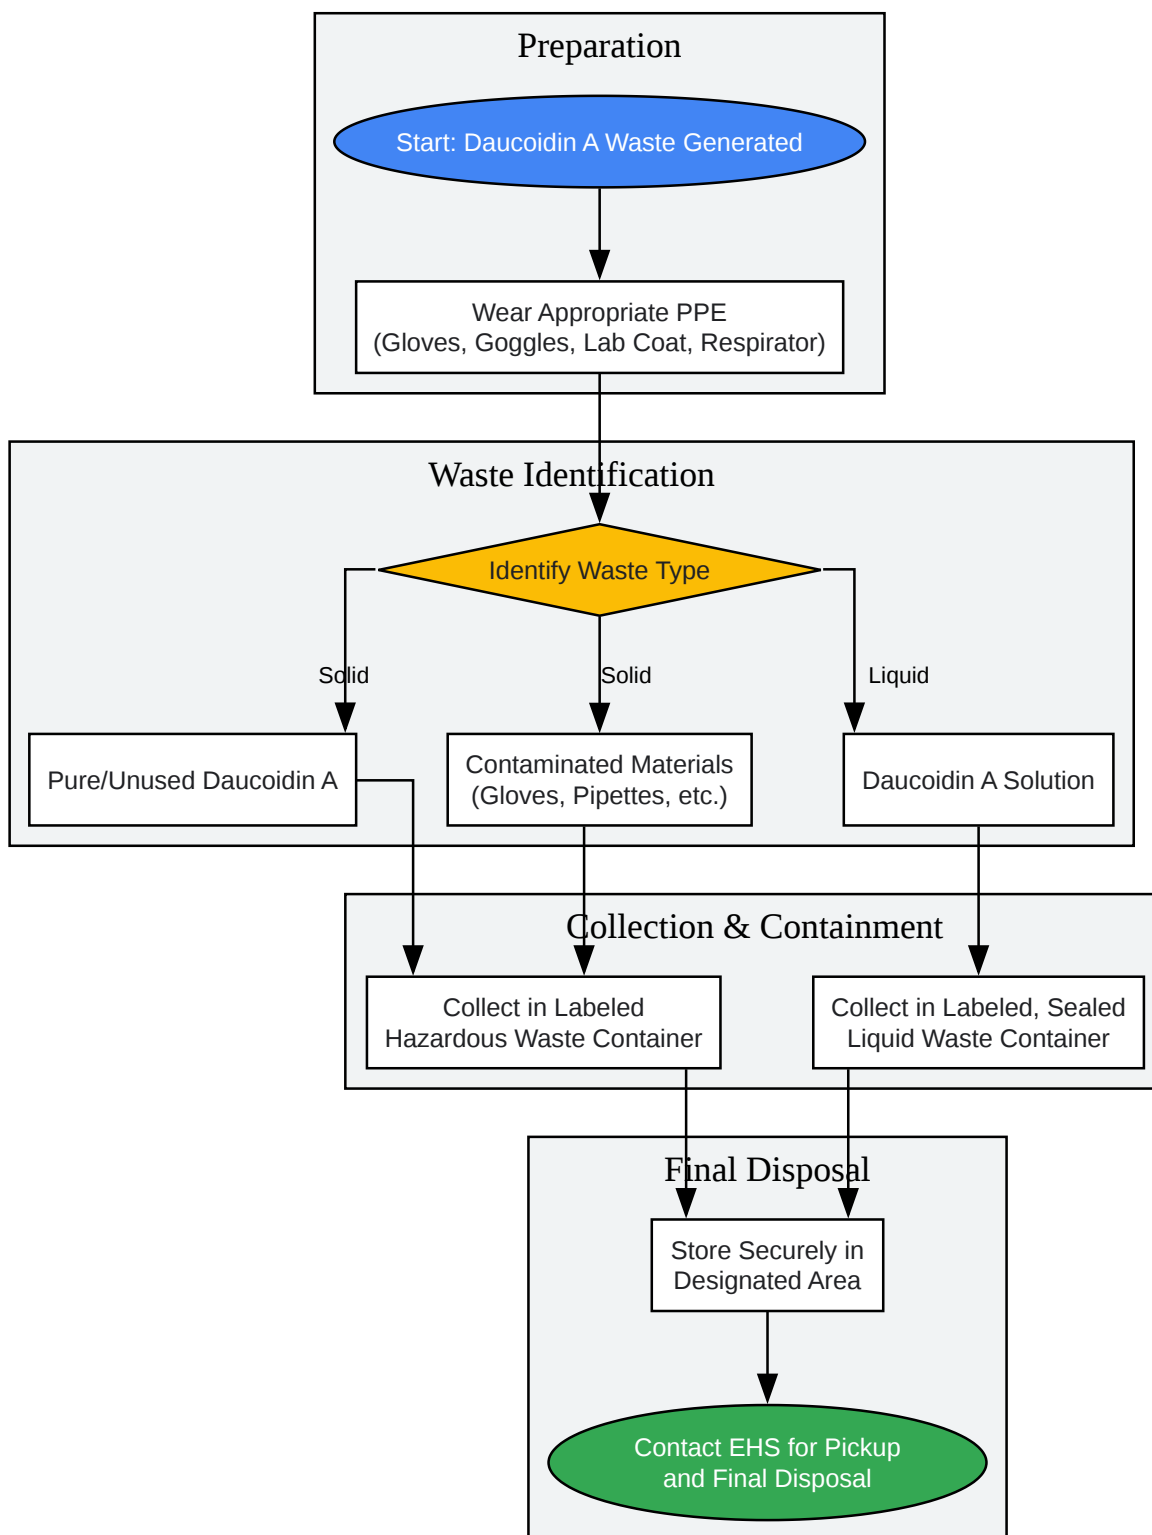 Preparation
Start: Daucoidin A Waste Generated
Wear Appropriate PPE
(Gloves, Goggles, Lab Coat, Respirator)
Waste Identification
Identify Waste Type
Solid
Solid
Liquid
Pure/Unused Daucoidin A
Contaminated Materials
(Gloves, Pipettes, etc.)
Daucoidin A Solution
Collection & Containment
Collect in Labeled
Hazardous Waste Container
Collect in Labeled, Sealed
Liquid Waste Container
Final Disposal
Store Securely in
Designated Area
Contact EHS for Pickup
and Final Disposal